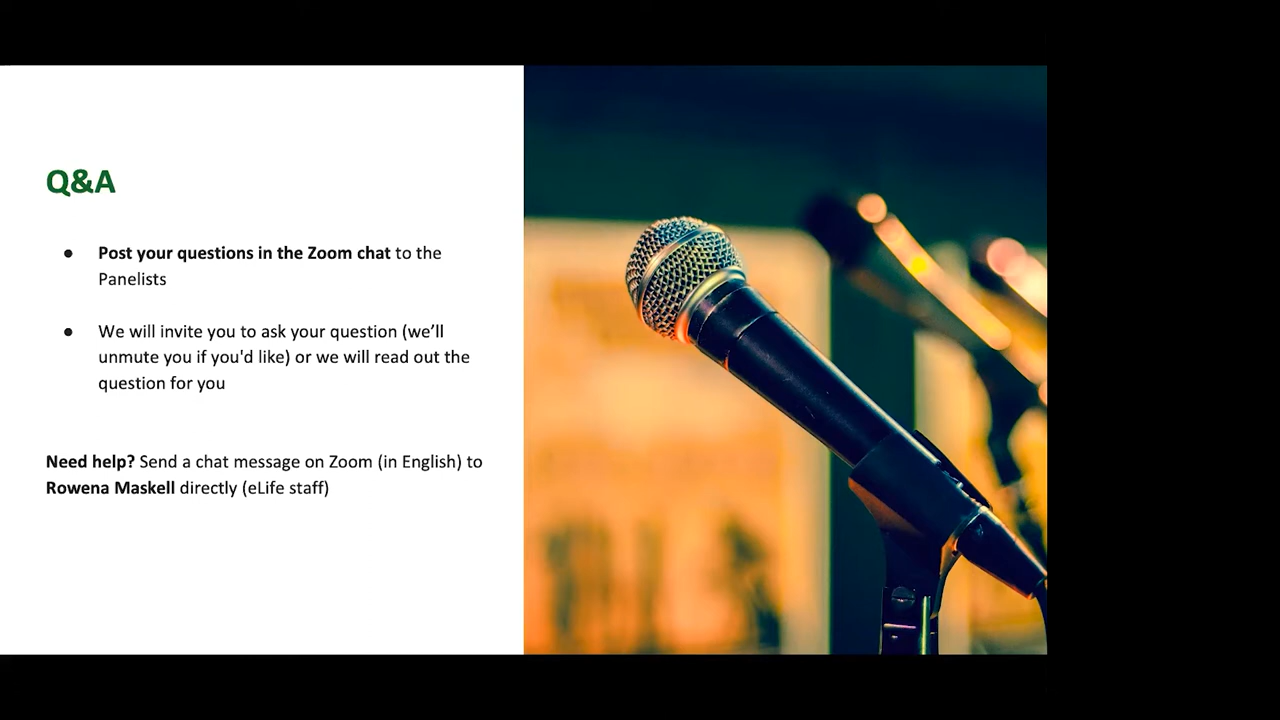 Q&A
● Post your questions in the Zoom chat to the
Panelists
● We will invite you to ask your question (we’ll
unmute you if you'd like) or we will read out the
question for you
Need help? Send a chat message on Zoom (in English) to
Rowena Maskell directly (eLife staff)